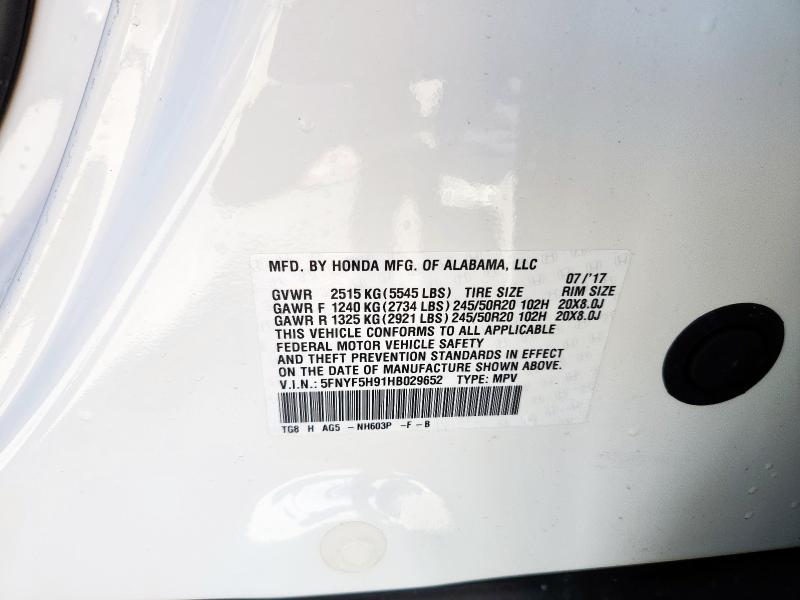 MFD. BY HONDA MFG. OF ALABAMA, LLC 07/'17
GVWR 2515 KG (5545 LBS) TIRE SIZE RIM SIZE
GAWR F 1240 KG (2734 LBS) 245/50R20 102H 20X8.0J
GAWR R 1325 KG (2921 LBS) 245/50R20 102H 20X8.0J
THIS VEHICLE CONFORMS TO ALL APPLICABLE
FEDERAL MOTOR VEHICLE SAFETY
AND THEFT PREVENTION STANDARDS IN EFFECT
ON THE DATE OF MANUFACTURE SHOWN ABOVE.
V.I.N.: 5FNYF5H91HB029652 TYPE: MPV
TG8 H AG5 -NH603P -F -B